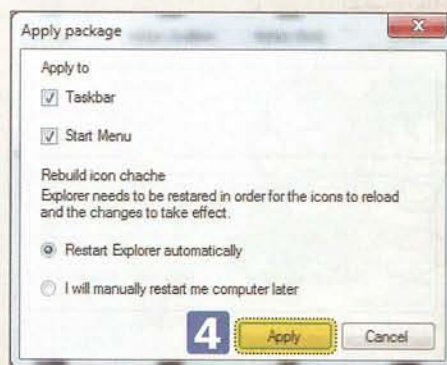 Apply package
Apply to
Taskbar
Start Menu
Rebuild icon chache
Explorer needs to be restared in order for the icons to reload
and the changes to take effect.
Restart Explorer automatically
I will manually restart me computer later
4
Apply
Cancel